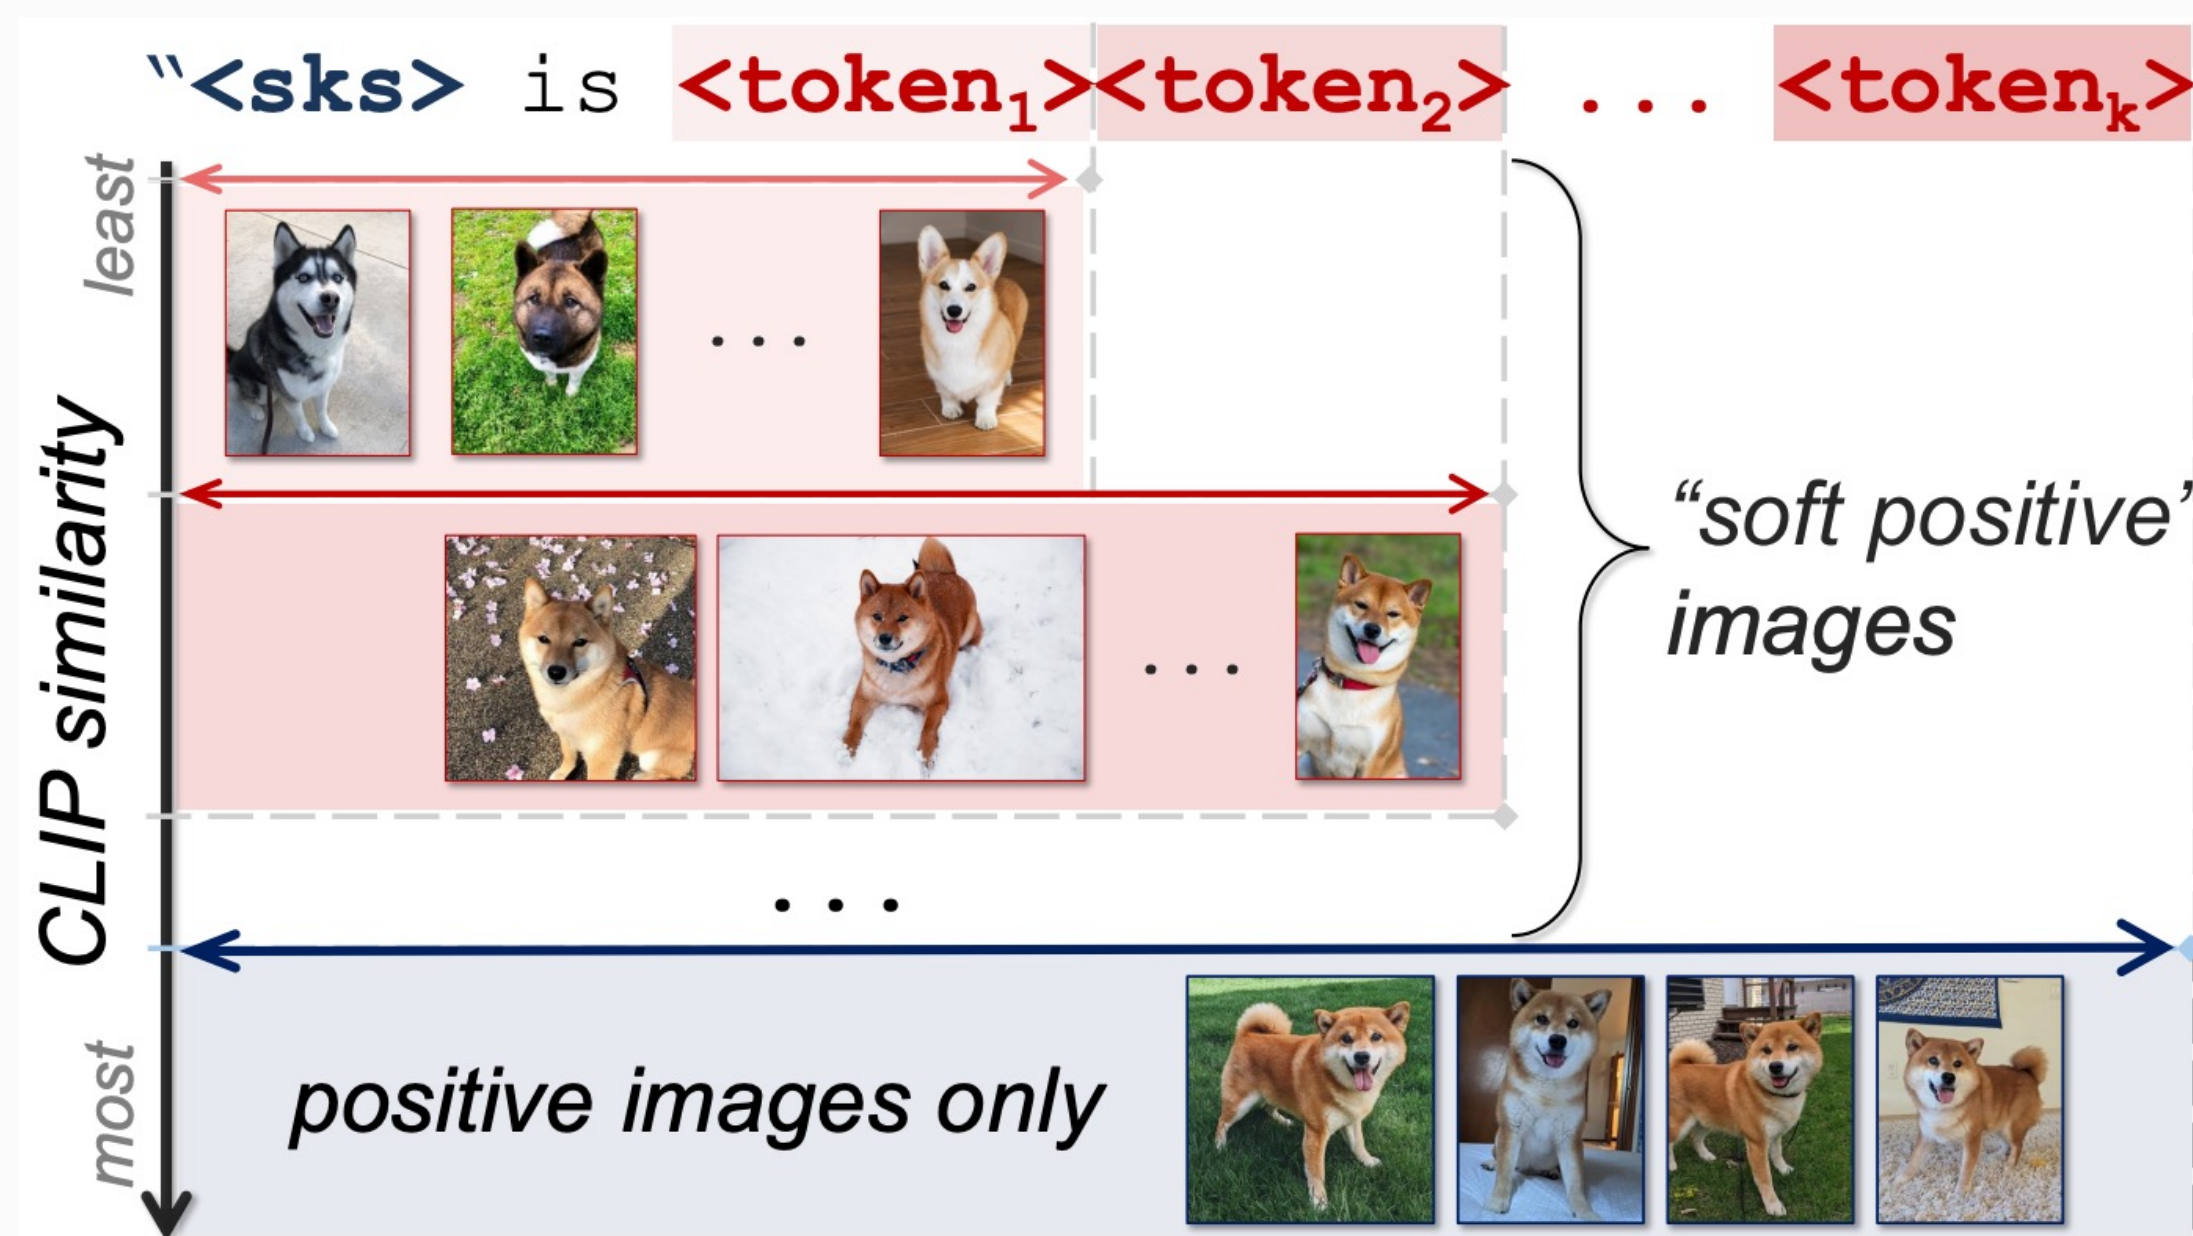 “<sks> is <token₁><token₂> ... <tokenₖ>
least
CLIP similarity
most
...
“soft positive”
images
...
...
positive images only